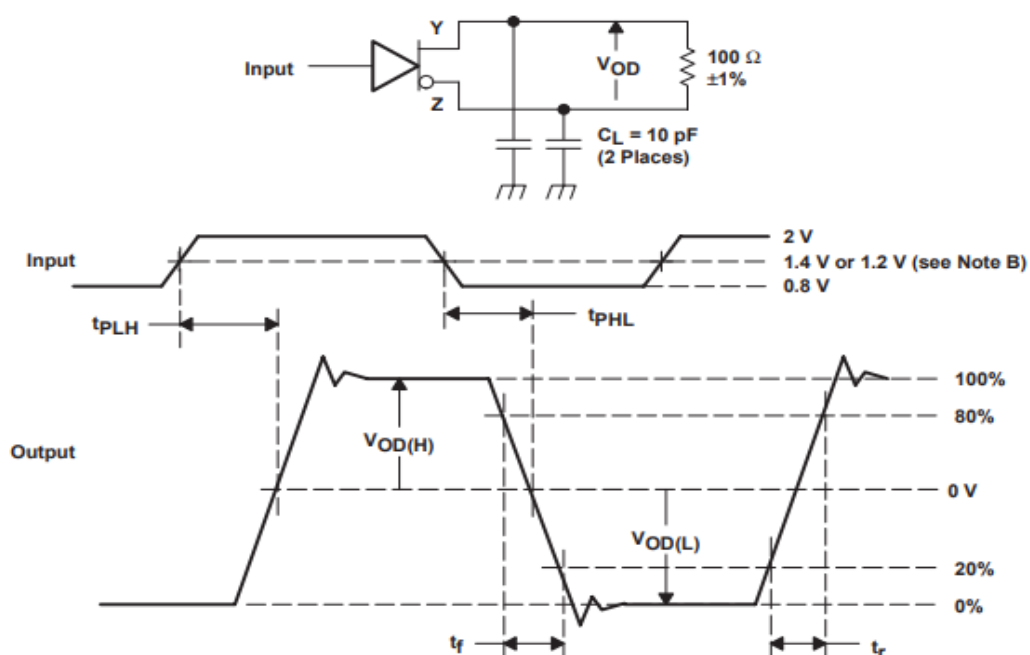 Y
Input
Z
VOD
100 Ω
±1%
CL = 10 pF
(2 Places)
Input
2 V
1.4 V or 1.2 V (see Note B)
0.8 V
tPLH
tPHL
Output
100%
80%
VOD(H)
0 V
VOD(L)
20%
0%
tf
tr